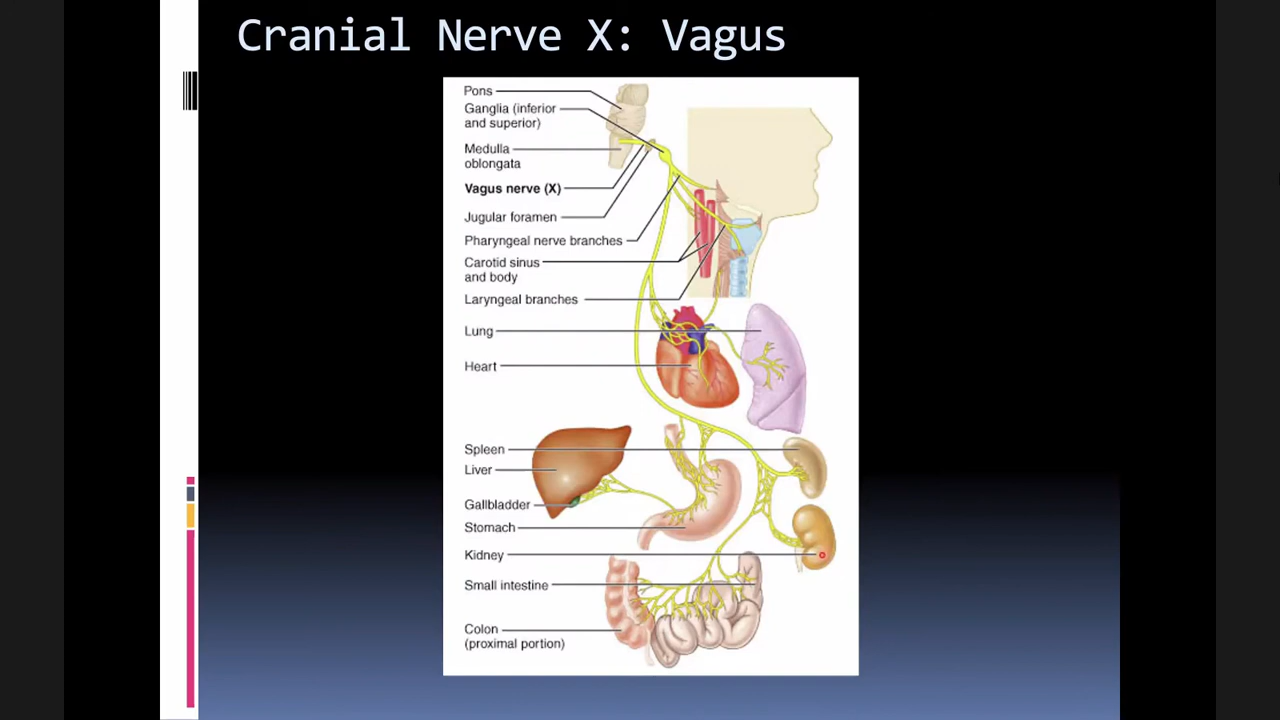 Cranial Nerve X: Vagus
Pons
Ganglia (inferior
and superior)
Medulla
oblongata
Vagus nerve (X)
Jugular foramen
Pharyngeal nerve branches
Carotid sinus
and body
Laryngeal branches
Lung
Heart
Spleen
Liver
Gallbladder
Stomach
Kidney
Small intestine
Colon
(proximal portion)